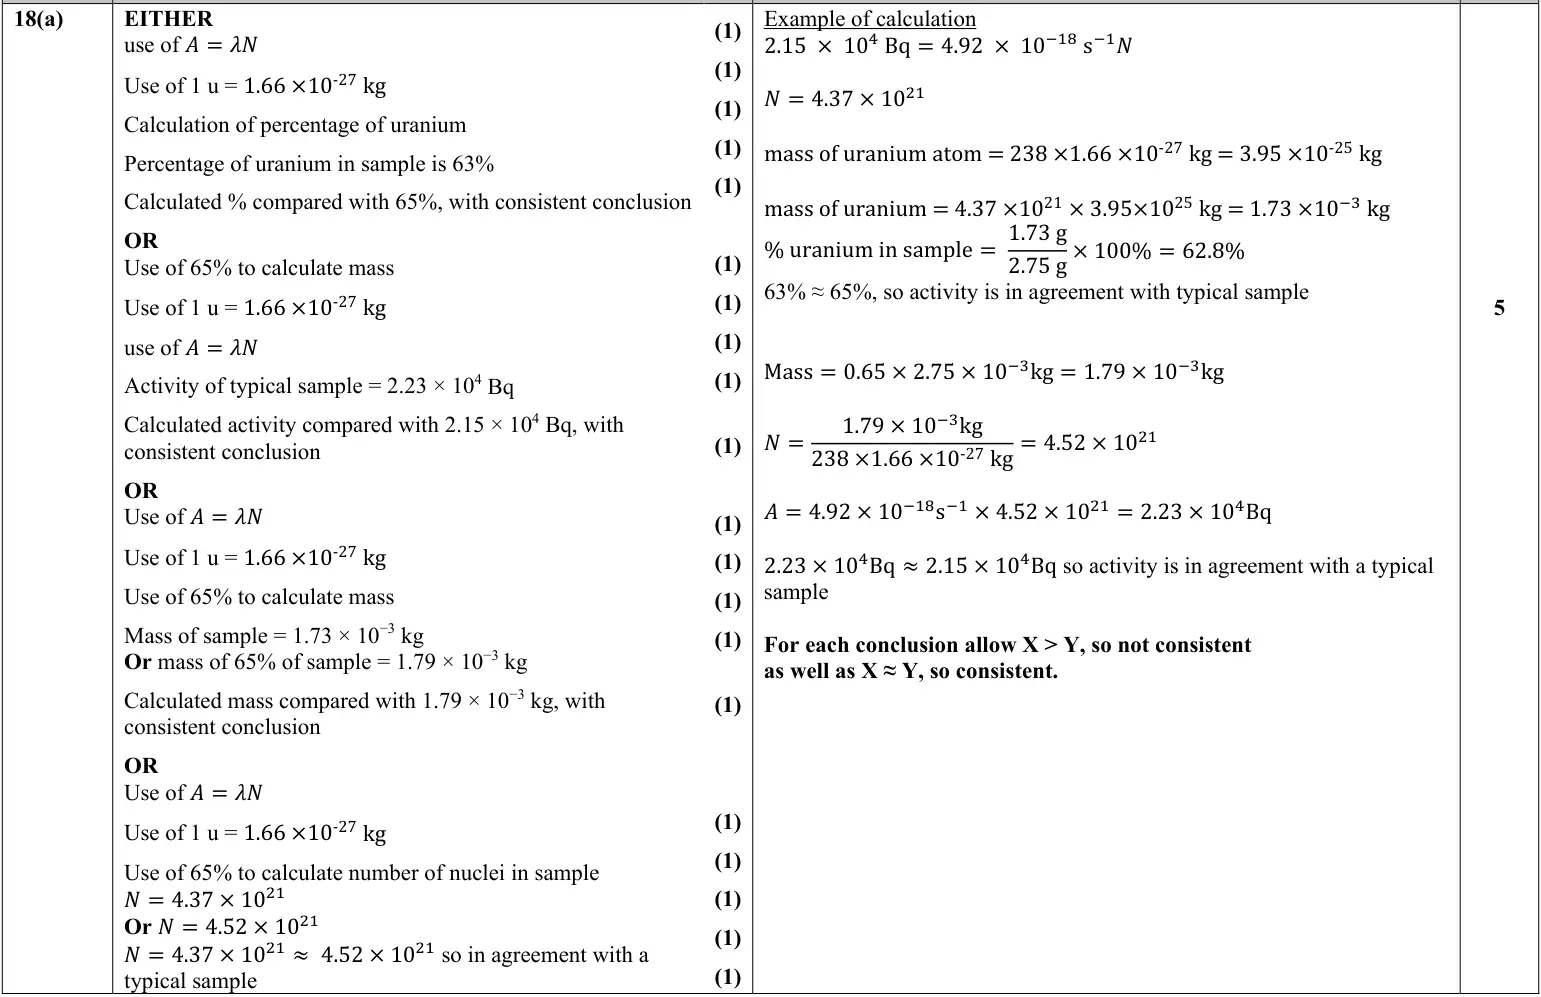 18(a)
EITHER
use of 𝐴 = 𝜆𝑁 (1)
Use of 1 u = 1.66 ×10⁻²⁷ kg (1)
Calculation of percentage of uranium (1)
Percentage of uranium in sample is 63% (1)
Calculated % compared with 65%, with consistent conclusion (1)
OR
Use of 65% to calculate mass (1)
Use of 1 u = 1.66 ×10⁻²⁷ kg (1)
use of 𝐴 = 𝜆𝑁 (1)
Activity of typical sample = 2.23 × 10⁴ Bq (1)
Calculated activity compared with 2.15 × 10⁴ Bq, with
consistent conclusion (1)
OR
Use of 𝐴 = 𝜆𝑁 (1)
Use of 1 u = 1.66 ×10⁻²⁷ kg (1)
Use of 65% to calculate mass (1)
Mass of sample = 1.73 × 10⁻³ kg (1)
Or mass of 65% of sample = 1.79 × 10⁻³ kg
Calculated mass compared with 1.79 × 10⁻³ kg, with (1)
consistent conclusion
OR
Use of 𝐴 = 𝜆𝑁
Use of 1 u = 1.66 ×10⁻²⁷ kg (1)
Use of 65% to calculate number of nuclei in sample (1)
𝑁 = 4.37 × 10²¹ (1)
Or 𝑁 = 4.52 × 10²¹ (1)
𝑁 = 4.37 × 10²¹ ≈ 4.52 × 10²¹ so in agreement with a
typical sample (1)
Example of calculation
2.15 × 10⁴ Bq = 4.92 × 10⁻¹⁸ s⁻¹𝑁
𝑁 = 4.37 × 10²¹
mass of uranium atom = 238 ×1.66 ×10⁻²⁷ kg = 3.95 ×10⁻²⁵ kg
mass of uranium = 4.37 ×10²¹ × 3.95×10²⁵ kg = 1.73 ×10⁻³ kg
% uranium in sample = 1.73 g / 2.75 g × 100% = 62.8%
63% ≈ 65%, so activity is in agreement with typical sample
Mass = 0.65 × 2.75 × 10⁻³kg = 1.79 × 10⁻³kg
𝑁 = 1.79 × 10⁻³kg / 238 ×1.66 ×10⁻²⁷ kg = 4.52 × 10²¹
𝐴 = 4.92 × 10⁻¹⁸s⁻¹ × 4.52 × 10²¹ = 2.23 × 10⁴Bq
2.23 × 10⁴Bq ≈ 2.15 × 10⁴Bq so activity is in agreement with a typical
sample
For each conclusion allow X > Y, so not consistent
as well as X ≈ Y, so consistent.
5